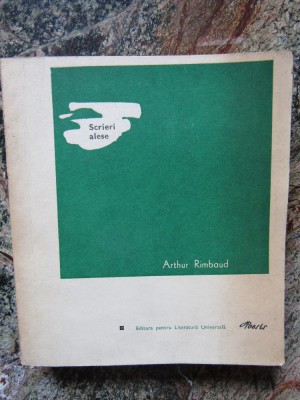 Scrieri
alese
Arthur Rimbaud
Editura pentru Literatură Universală
Poesis